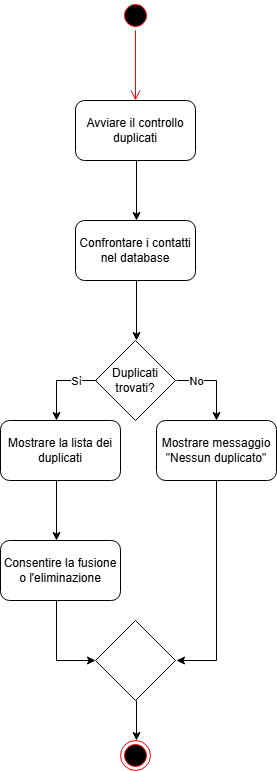 Avviare il controllo
duplicati
Confrontare i contatti
nel database
Duplicati
trovati?
Sì
No
Mostrare la lista dei
duplicati
Mostrare messaggio
"Nessun duplicato"
Consentire la fusione
o l'eliminazione